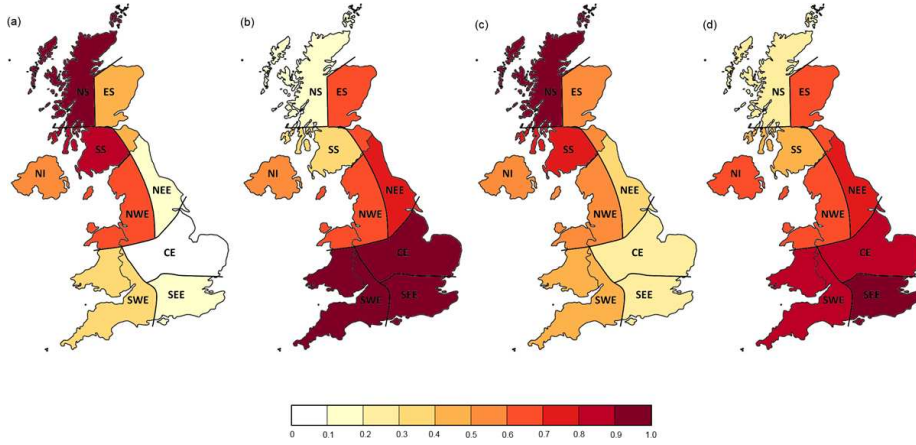 (a) (b) (c) (d)
NS ES NS ES NS ES NS ES
SS SS SS SS
NI NI NI NI
NEE NEE NEE NEE
NWE NWE NWE NWE
CE CE CE CE
SWE SEE SWE SEE SWE SEE SWE SEE
0 0.1 0.2 0.3 0.4 0.5 0.6 0.7 0.8 0.9 1.0